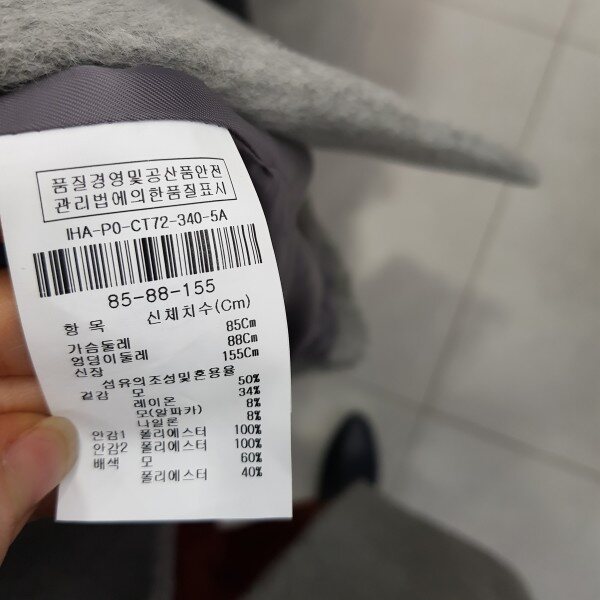 품질경영및공산품안전
관리법에의한품질표시
IHA-PO-CT72-340-5A
85-88-155
항 목 신체치수(Cm)
가슴둘레 85Cm
엉덩이둘레 88Cm
신장 155Cm
섬유의조성및혼용율
겉감 모 50%
레이온 34%
모(알파카) 8%
나일론 8%
안감1 폴리에스터 100%
안감2 폴리에스터 100%
배색 모 60%
폴리에스터 40%